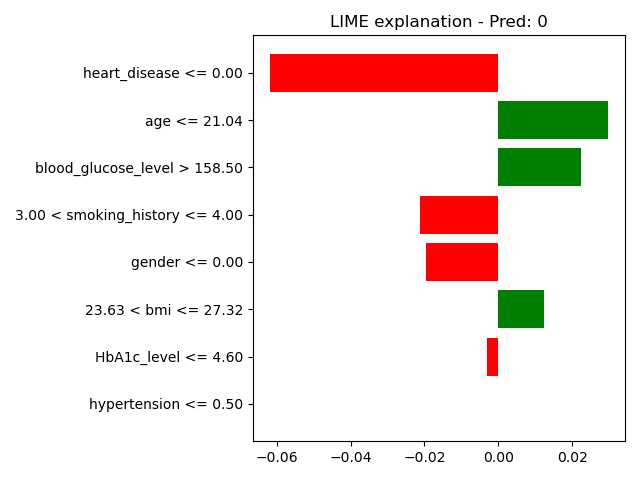 LIME explanation - Pred: 0
heart_disease <= 0.00
age <= 21.04
blood_glucose_level > 158.50
3.00 < smoking_history <= 4.00
gender <= 0.00
23.63 < bmi <= 27.32
HbA1c_level <= 4.60
hypertension <= 0.50
−0.06 −0.04 −0.02 0.00 0.02